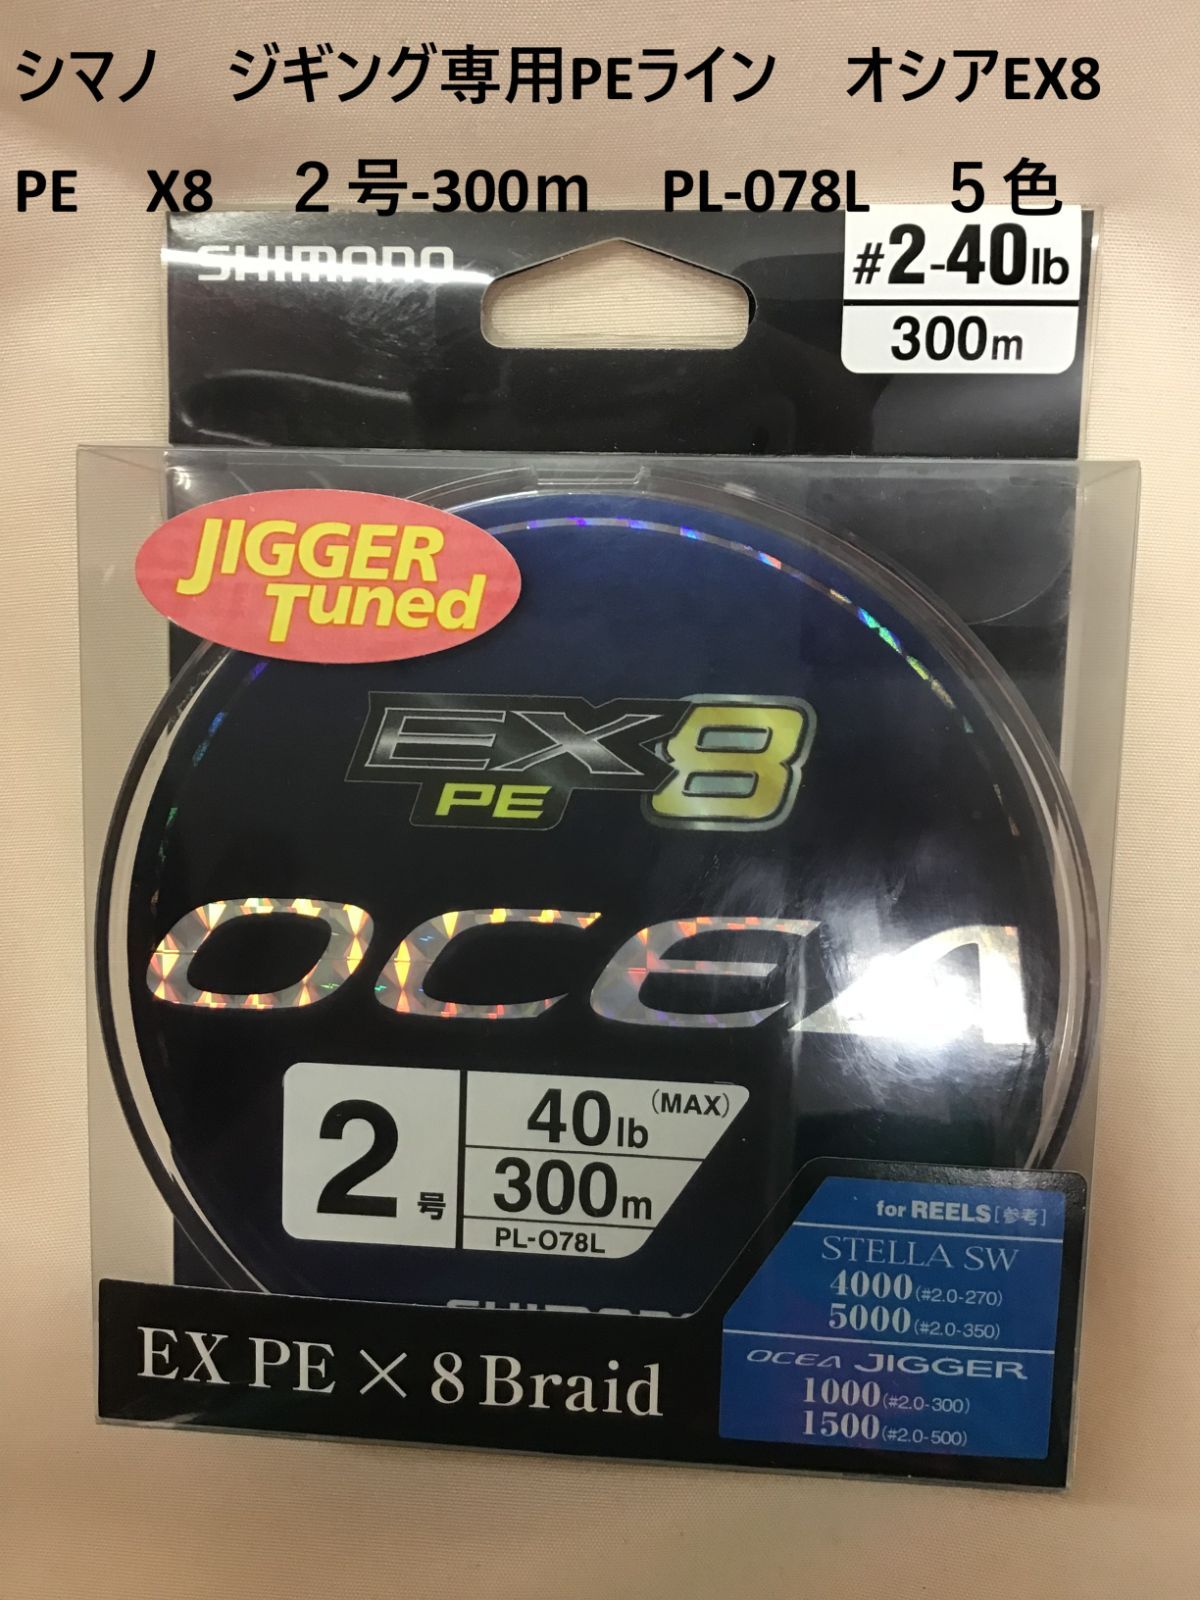 シマノ　ジギング専用PEライン　オシアEX8
PE　X8　２号-300ｍ　PL-078L　５色
SHIMANO
#2-40lb
300m
JIGGER
Tuned
EX8
PE
OCEA
2号
40lb (MAX)
300m
PL-O78L
SHIMANO
EX PE × 8 Braid
for REELS[参考]
STELLA SW
4000(#2.0-270)
5000(#2.0-350)
OCEA JIGGER
1000(#2.0-300)
1500(#2.0-500)